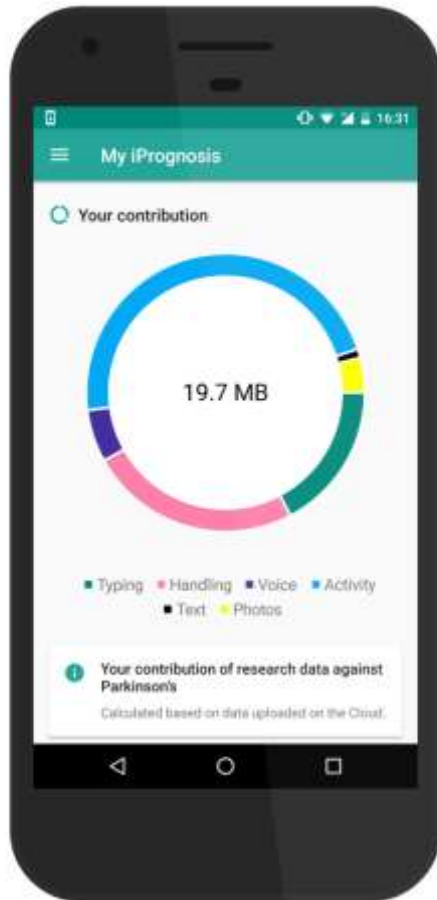 16:31
My iPrognosis
Your contribution
19.7 MB
Typing Handling Voice Activity
Text Photos
Your contribution of research data against
Parkinson's
Calculated based on data uploaded on the Cloud.